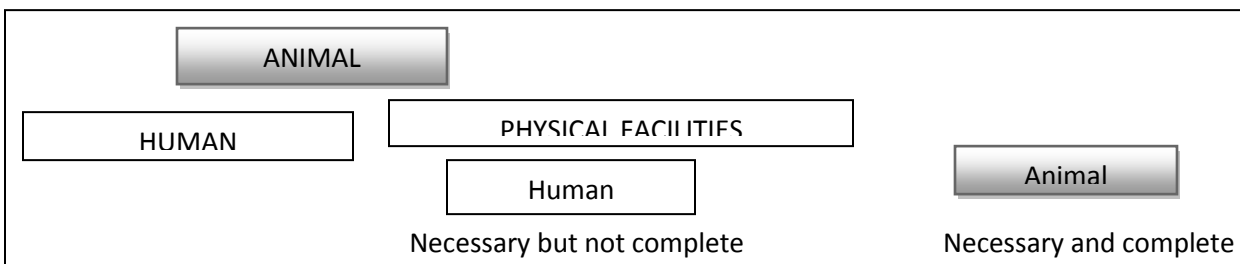 ANIMAL
HUMAN
PHYSICAL FACILITIES
Human
Animal
Necessary but not complete
Necessary and complete